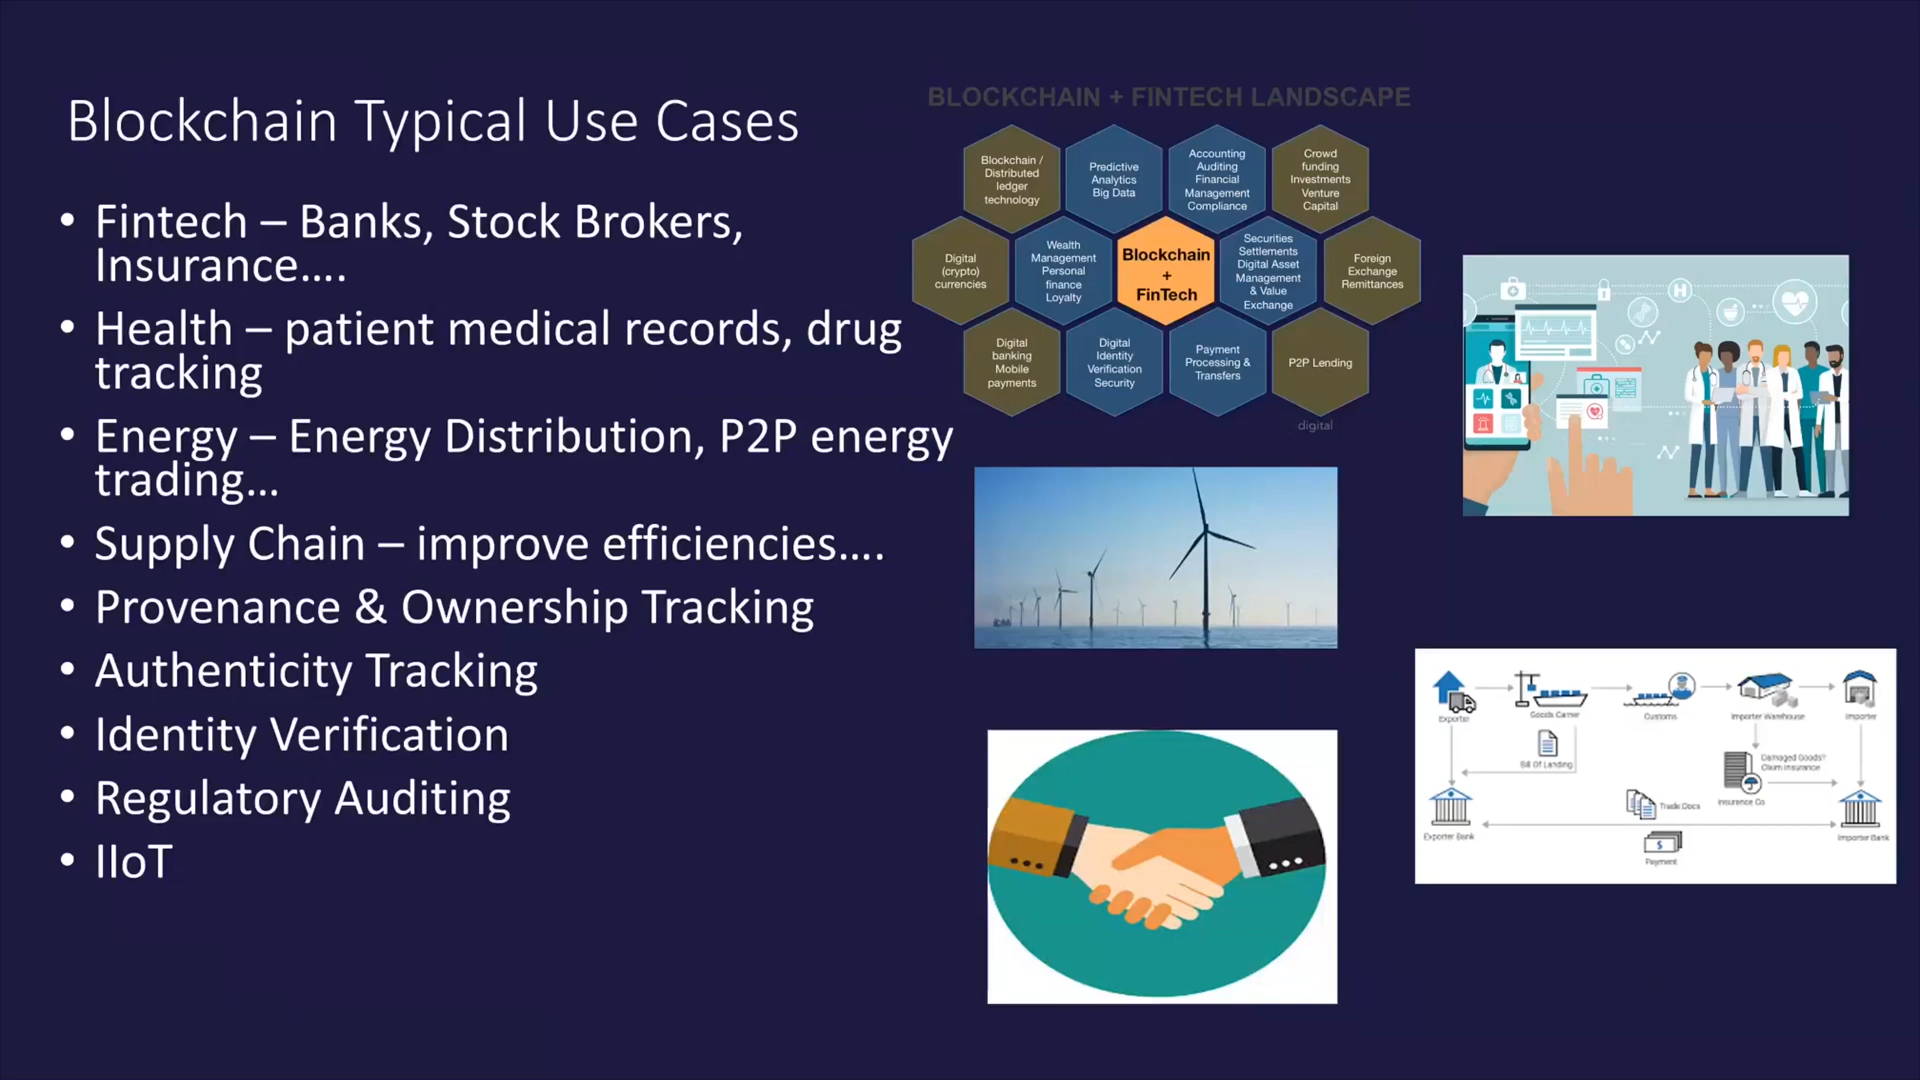 Blockchain Typical Use Cases
• Fintech – Banks, Stock Brokers,
Insurance....
• Health – patient medical records, drug
tracking
• Energy – Energy Distribution, P2P energy
trading...
• Supply Chain – improve efficiencies....
• Provenance & Ownership Tracking
• Authenticity Tracking
• Identity Verification
• Regulatory Auditing
• IIoT
BLOCKCHAIN + FINTECH LANDSCAPE
Blockchain /
Distributed
ledger
technology
Predictive
Analytics
Big Data
Accounting
Auditing
Financial
Management
Compliance
Crowd
funding
Investments
Venture
Capital
Digital
(crypto)
currencies
Wealth
Management
Personal
finance
Loyalty
Blockchain
+
FinTech
Securities
Settlements
Digital Asset
Management
& Value
Exchange
Foreign
Exchange
Remittances
Digital
banking
Mobile
payments
Digital
Identity
Verification
Security
Payment
Processing &
Transfers
P2P Lending
digital
H
Exporter
Goods Carrier
Customs
Importer Warehouse
Importer
Bill Of Landing
Damaged Goods?
Claim Insurance
Insurance Co
Trade Docs
Exporter Bank
Importer Bank
$
Payment